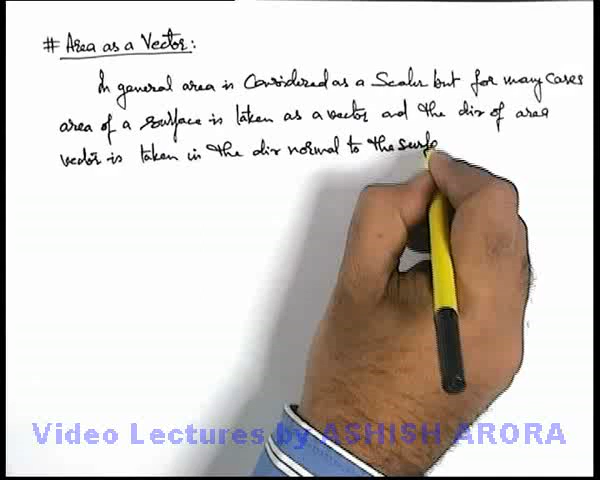 # Area as a Vector:
In general area is Considered as a Scalar but for many cases
area of a surface is taken as a vector and the dir of area
vector is taken in the dir normal to the surfa
Video Lectures by ASHISH ARORA